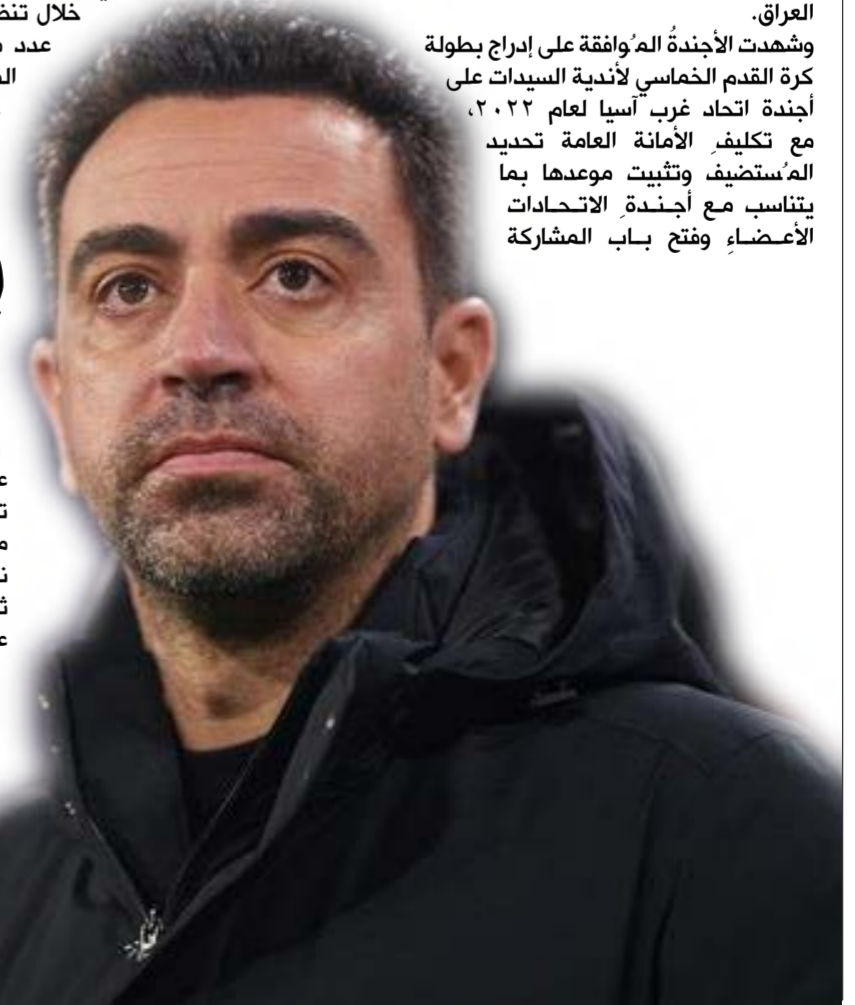 العراق.
وشهدت الأجندةُ المُوافقة على إدراج بطولة
كرة القدم الخماسي لأندية السيدات على
أجندة اتحاد غرب آسيا لعام ٢٠٢٢،
مع تكليفِ الأمانة العامة تحديد
المُستضيف وتثبيت موعدها بما
يتناسب مع أجندةِ الاتحادات
الأعضاءِ وفتح باب المشاركة
خلال
عدد